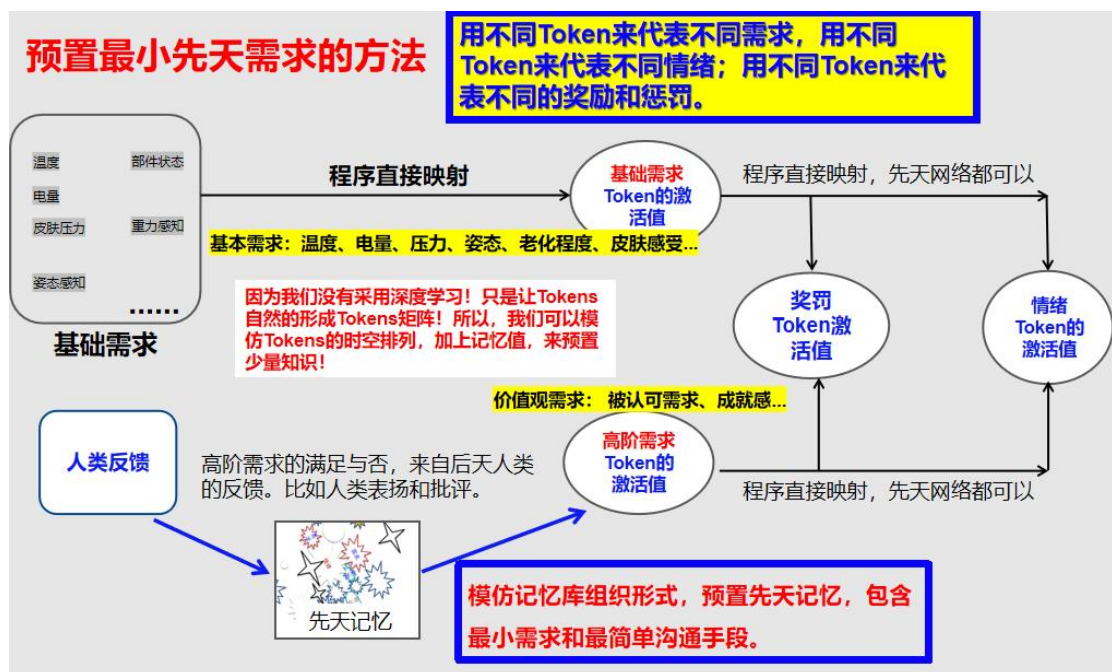 预置最小先天需求的方法
用不同Token来代表不同需求，用不同
Token来代表不同情绪；用不同Token来代
表不同的奖励和惩罚。
温度
部件状态
电量
皮肤压力
重力感知
姿态感知
......
基础需求
程序直接映射
基础需求
Token的激
活值
程序直接映射，先天网络都可以
基本需求：温度、电量、压力、姿态、老化程度、皮肤感受...
因为我们没有采用深度学习！只是让Tokens
自然的形成Tokens矩阵！所以，我们可以模
仿Tokens的时空排列，加上记忆值，来预置
少量知识！
奖罚
Token激
活值
情绪
Token的
激活值
价值观需求： 被认可需求、成就感...
人类反馈
高阶需求的满足与否，来自后天人类
的反馈。比如人类表扬和批评。
高阶需求
Token的
激活值
程序直接映射，先天网络都可以
先天记忆
模仿记忆库组织形式，预置先天记忆，包含
最小需求和最简单沟通手段。